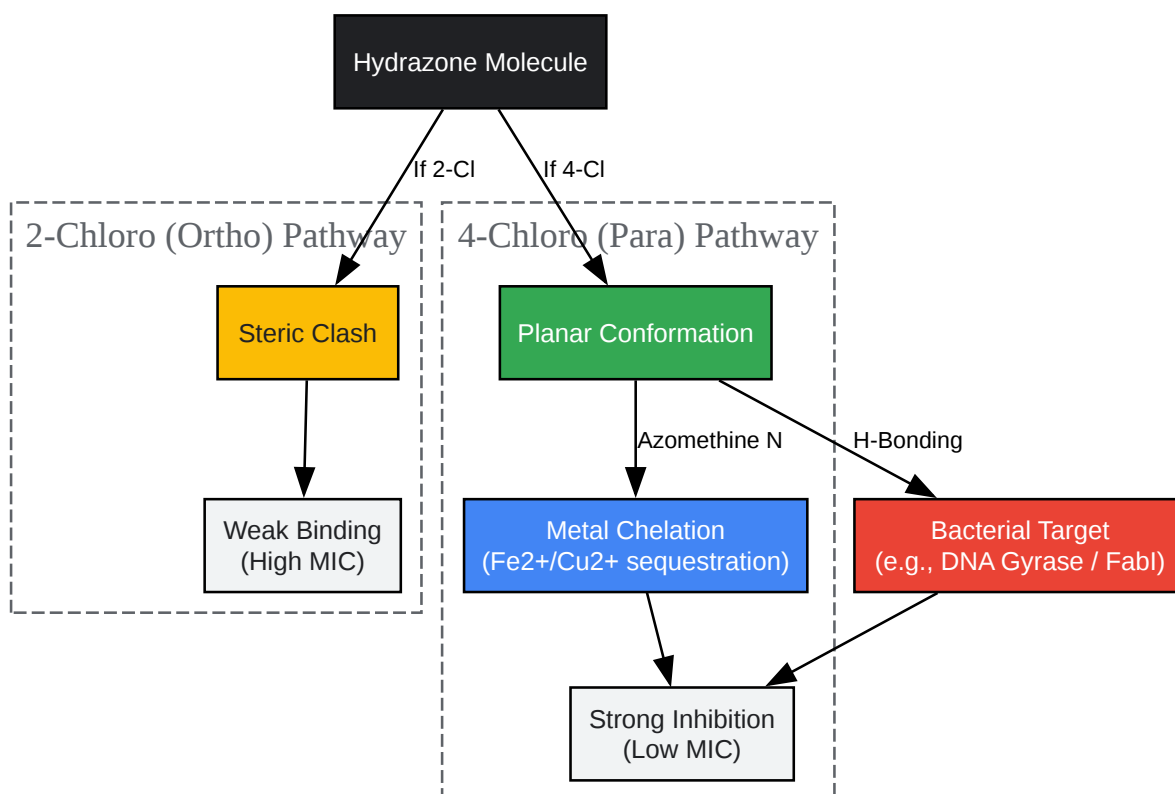 Hydrazone Molecule
If 2-Cl
If 4-Cl
2-Chloro (Ortho) Pathway
4-Chloro (Para) Pathway
Steric Clash
Planar Conformation
Azomethine N
H-Bonding
Weak Binding
(High MIC)
Metal Chelation
(Fe2+/Cu2+ sequestration)
Bacterial Target
(e.g., DNA Gyrase / FabI)
Strong Inhibition
(Low MIC)